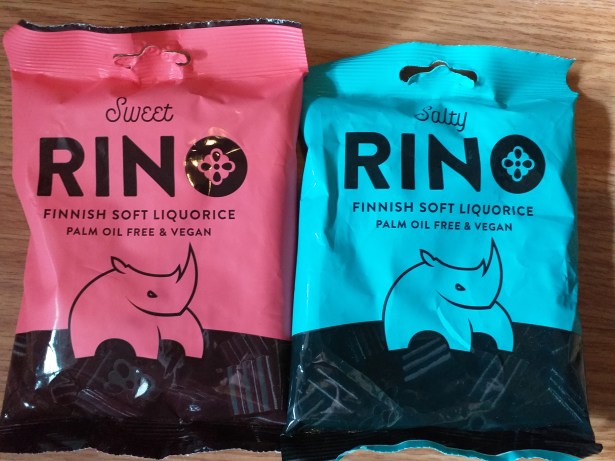 Sweet
RINO
FINNISH SOFT LIQUORICE
PALM OIL FREE & VEGAN
Salty
RINO
FINNISH SOFT LIQUORICE
PALM OIL FREE & VEGAN